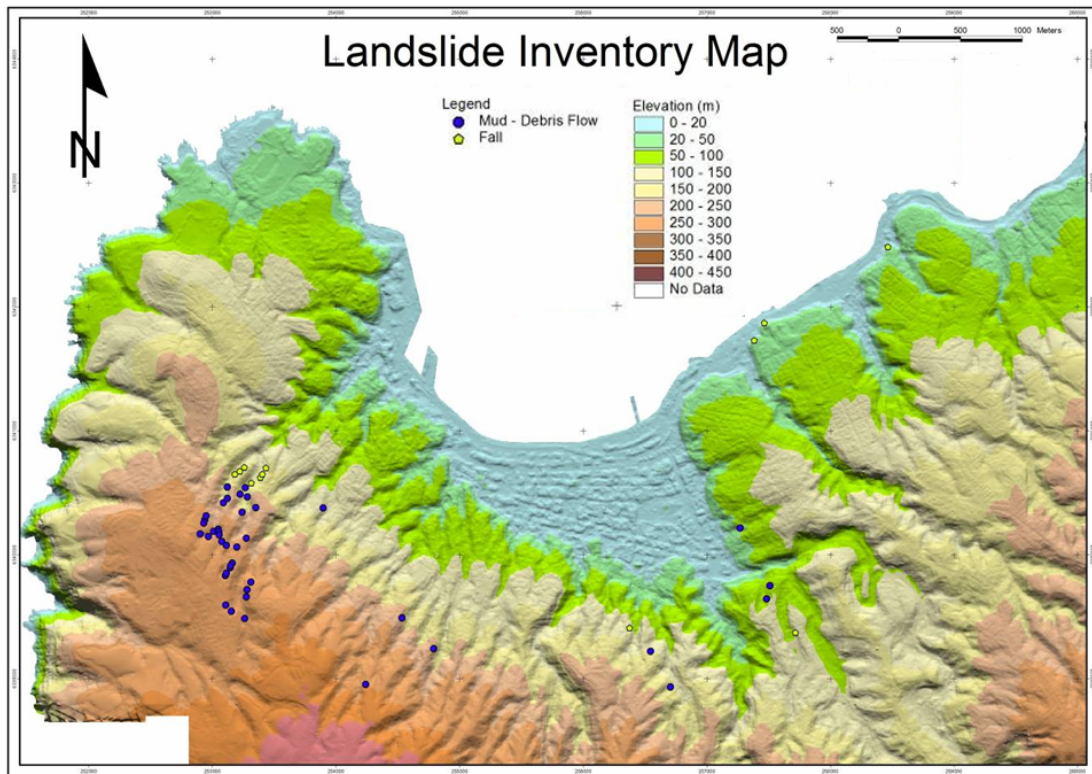 Landslide Inventory Map
500 0 500 1000 Meters
N
Legend
Mud - Debris Flow
Fall
Elevation (m)
0 - 20
20 - 50
50 - 100
100 - 150
150 - 200
200 - 250
250 - 300
300 - 350
350 - 400
400 - 450
No Data